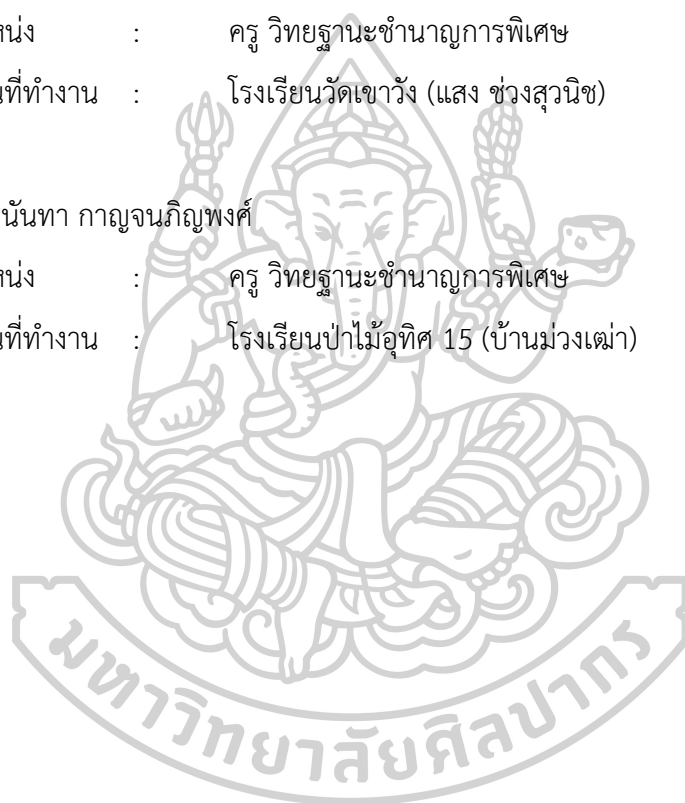 หน่ง : ครู วิทยฐานะชำนาญการพิเศษ
นที่ทำงาน : โรงเรียนวัดเขาวัง (แสง ช่วงสุวนิช)
นันทา กาญจนภิญพงศ์
หน่ง : ครู วิทยฐานะชำนาญการพิเศษ
นที่ทำงาน : โรงเรียนป่าไม้อุทิศ 15 (บ้านม่วงเฒ่า)
มหาวิทยาลัยศิลปากร